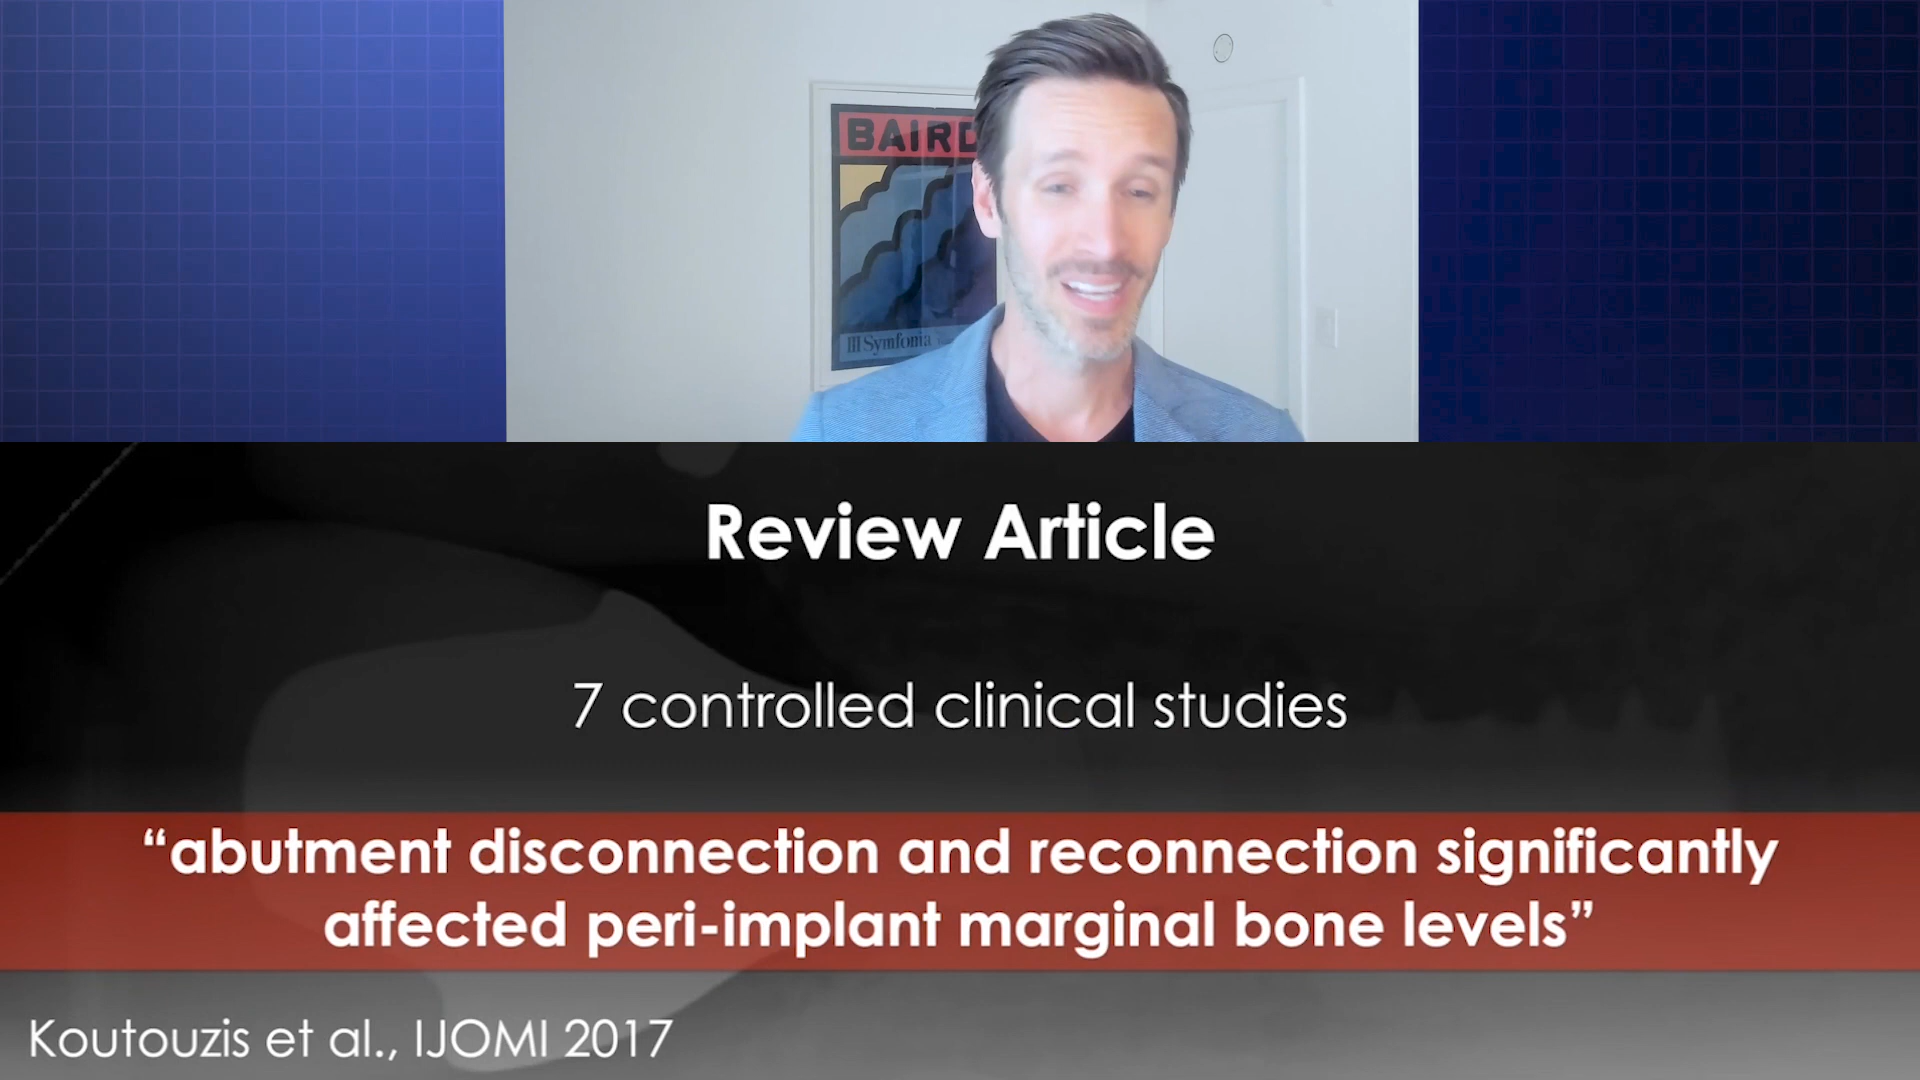 BAIRD
III Symfonia
Review Article
7 controlled clinical studies
“abutment disconnection and reconnection significantly
affected peri-implant marginal bone levels”
Koutouzis et al., IJOMI 2017